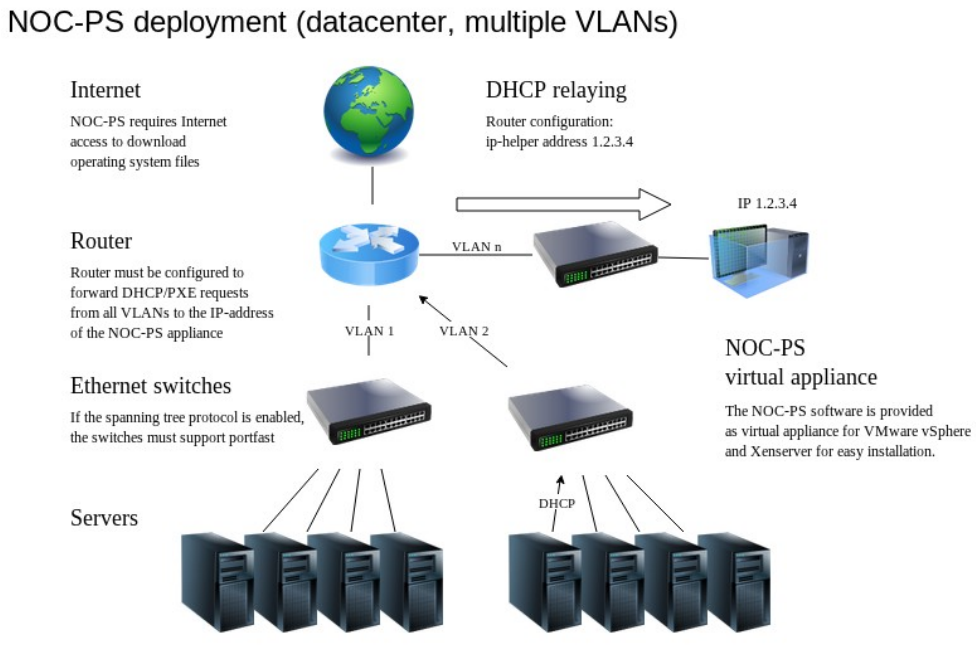 NOC-PS deployment (datacenter, multiple VLANs)
Internet
NOC-PS requires Internet
access to download
operating system files
DHCP relaying
Router configuration:
ip-helper address 1.2.3.4
IP 1.2.3.4
Router
Router must be configured to
forward DHCP/PXE requests
from all VLANs to the IP-address
of the NOC-PS appliance
VLAN n
VLAN 1
VLAN 2
NOC-PS
virtual appliance
The NOC-PS software is provided
as virtual appliance for VMware vSphere
and Xenserver for easy installation.
Ethernet switches
If the spanning tree protocol is enabled,
the switches must support portfast
Servers
DHCP